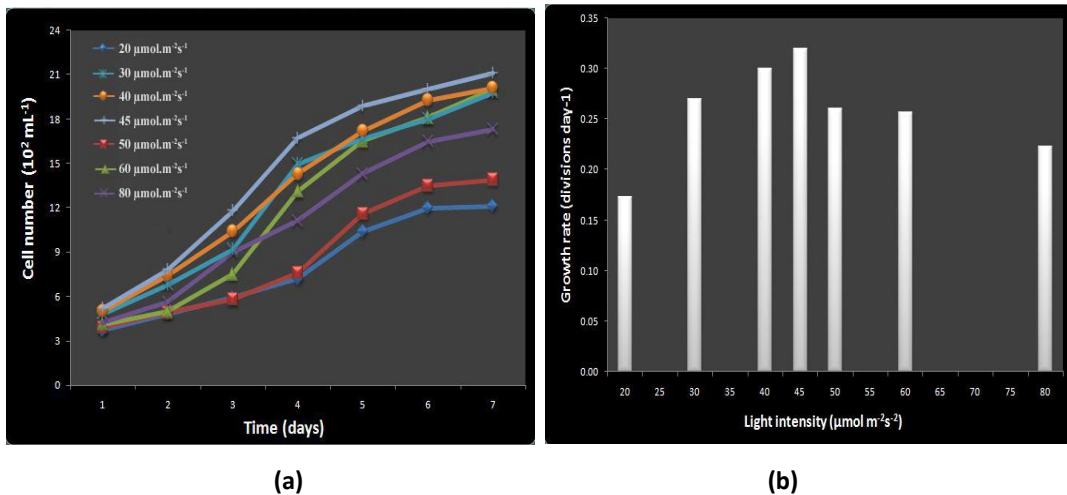 24
21
18
15
12
9
6
3
0
Cell number (10² mL⁻¹)
20 µmol.m⁻²s⁻¹
30 µmol.m⁻²s⁻¹
40 µmol.m⁻²s⁻¹
45 µmol.m⁻²s⁻¹
50 µmol.m⁻²s⁻¹
60 µmol.m⁻²s⁻¹
80 µmol.m⁻²s⁻¹
1 2 3 4 5 6 7
Time (days)
(a)
0.35
0.30
0.25
0.20
0.15
0.10
0.05
0.00
Growth rate (divisions day-1)
20 25 30 35 40 45 50 55 60 65 70 75 80
Light intensity (µmol m⁻²s⁻²)
(b)